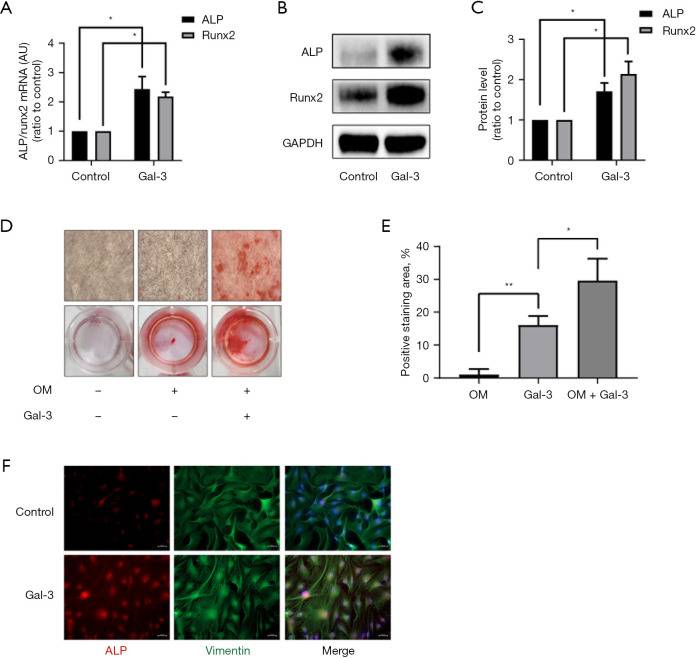 A
ALP/runx2 mRNA (AU)
(ratio to control)
4
3
2
1
0
*
*
ALP
Runx2
Control
Gal-3
B
ALP
Runx2
GAPDH
Control
Gal-3
C
Protein level
(ratio to control)
3
2
1
0
*
*
ALP
Runx2
Control
Gal-3
D
OM
–
+
+
Gal-3
–
–
+
E
Positive staining area, %
40
30
20
10
0
**
*
OM
Gal-3
OM + Gal-3
F
Control
Gal-3
ALP
Vimentin
Merge